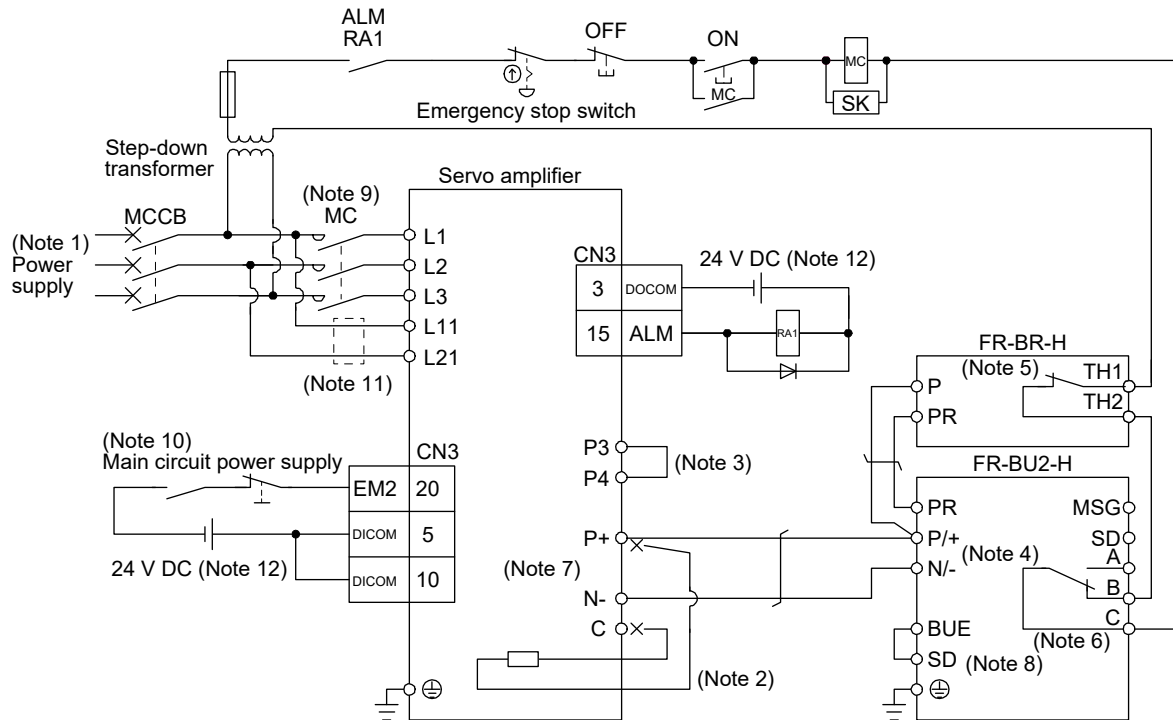 ALM
RA1
OFF
ON
MC
MC
SK
Emergency stop switch
Step-down
transformer
Servo amplifier
(Note 9)
MC
MCCB
(Note 1)
Power
supply
L1
L2
L3
L11
L21
(Note 11)
CN3
24 V DC (Note 12)
3 DOCOM
15 ALM
RA1
FR-BR-H
(Note 5)
P
PR
TH1
TH2
(Note 10)
Main circuit power supply
CN3
EM2 20
DICOM 5
DICOM 10
24 V DC (Note 12)
P3
P4
(Note 3)
P+
(Note 7)
N-
C
(Note 2)
FR-BU2-H
PR
P/+
N/-
(Note 4)
MSG
SD
A
B
C
(Note 6)
BUE
SD
(Note 8)